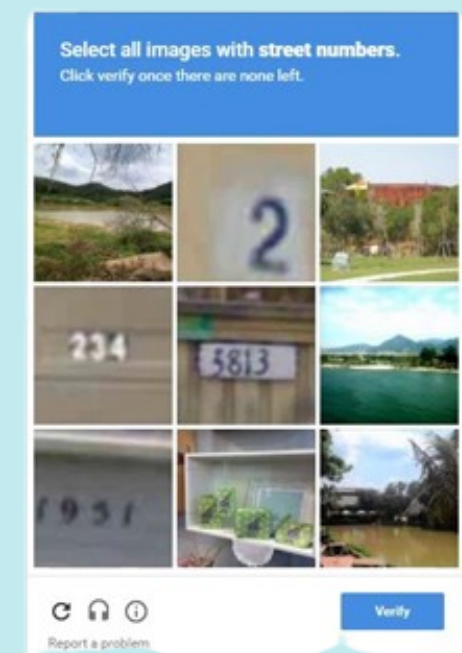 Select all images with street numbers.
Click verify once there are none left.
2
234
5813
1951
Verify
Report a problem